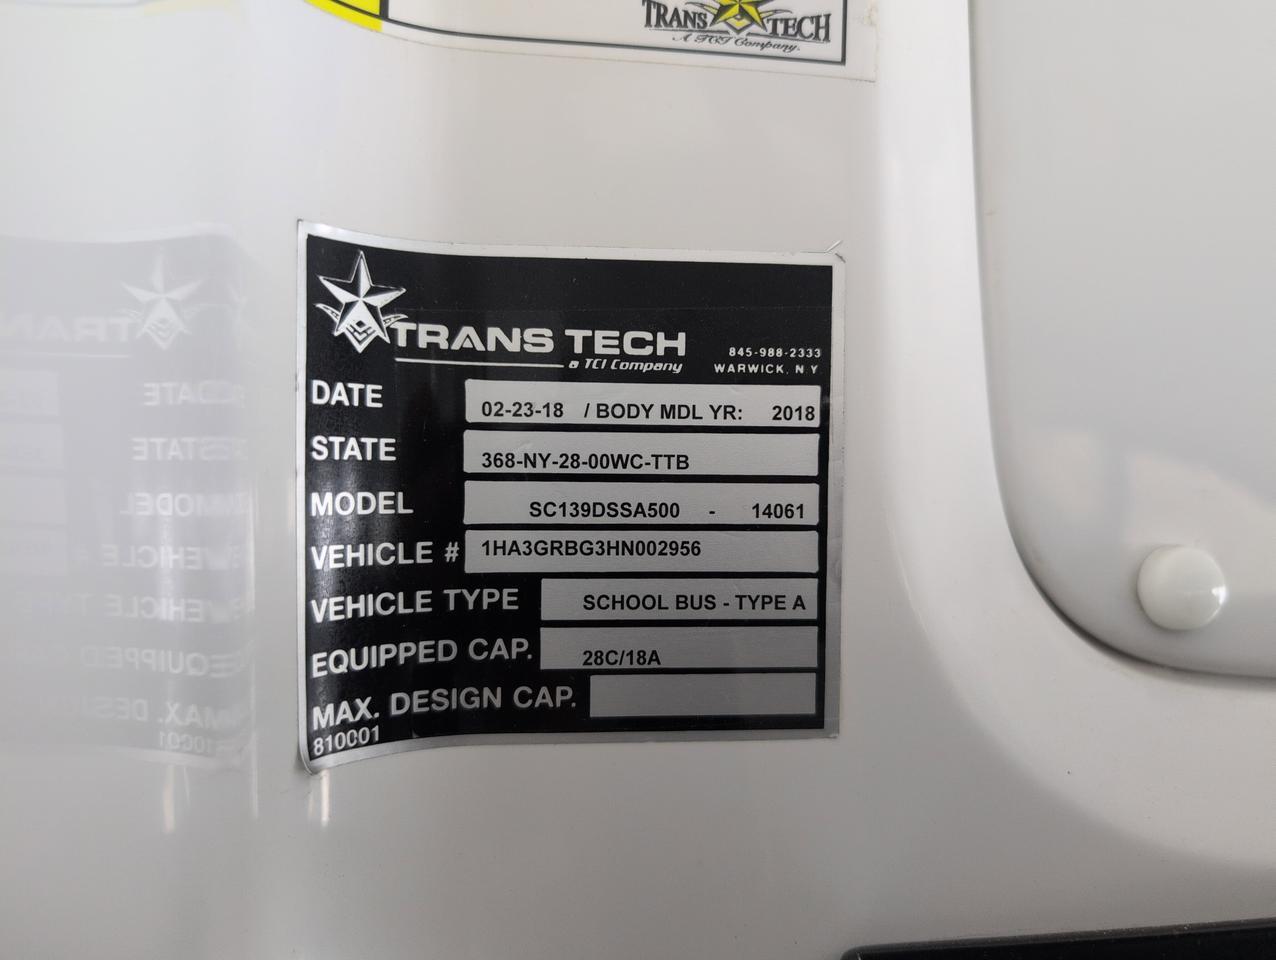 TRANS TECH
A TCI Company.
TRANS TECH
a TCI Company
845-988-2333
WARWICK, NY
DATE 02-23-18 / BODY MDL YR: 2018
STATE 368-NY-28-00WC-TTB
MODEL SC139DSSA500 - 14061
VEHICLE # 1HA3GRBG3HN002956
VEHICLE TYPE SCHOOL BUS - TYPE A
EQUIPPED CAP. 28C/18A
MAX. DESIGN CAP.
810001